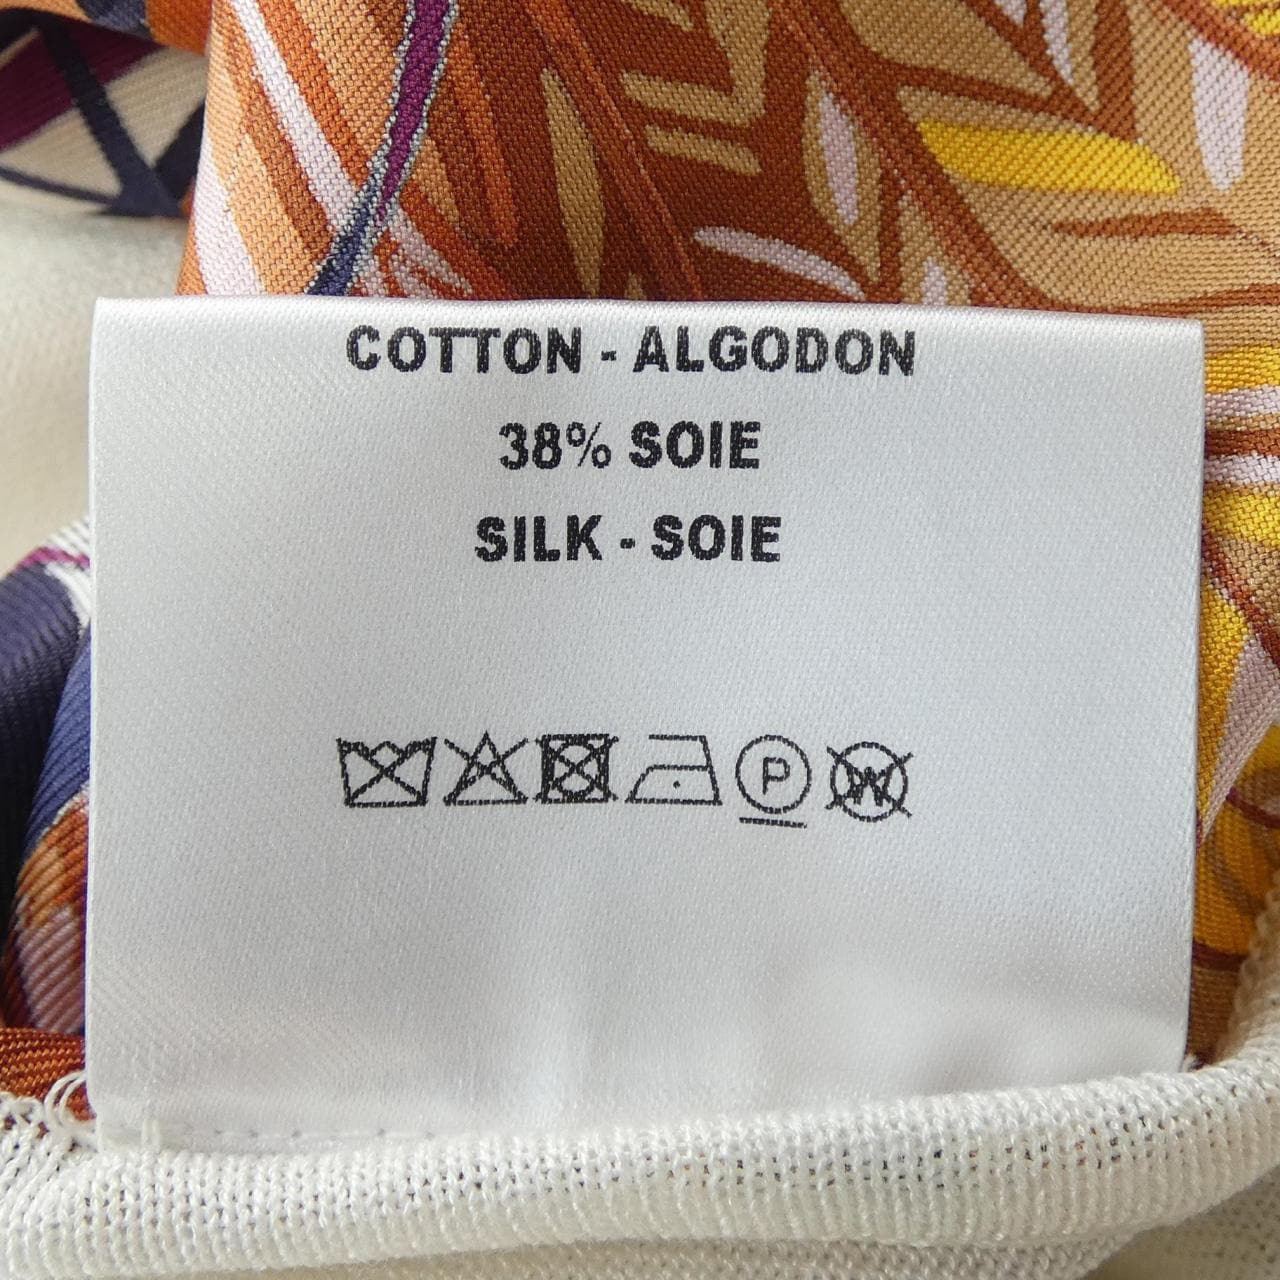 COTTON - ALGODON
38% SOIE
SILK - SOIE
P W